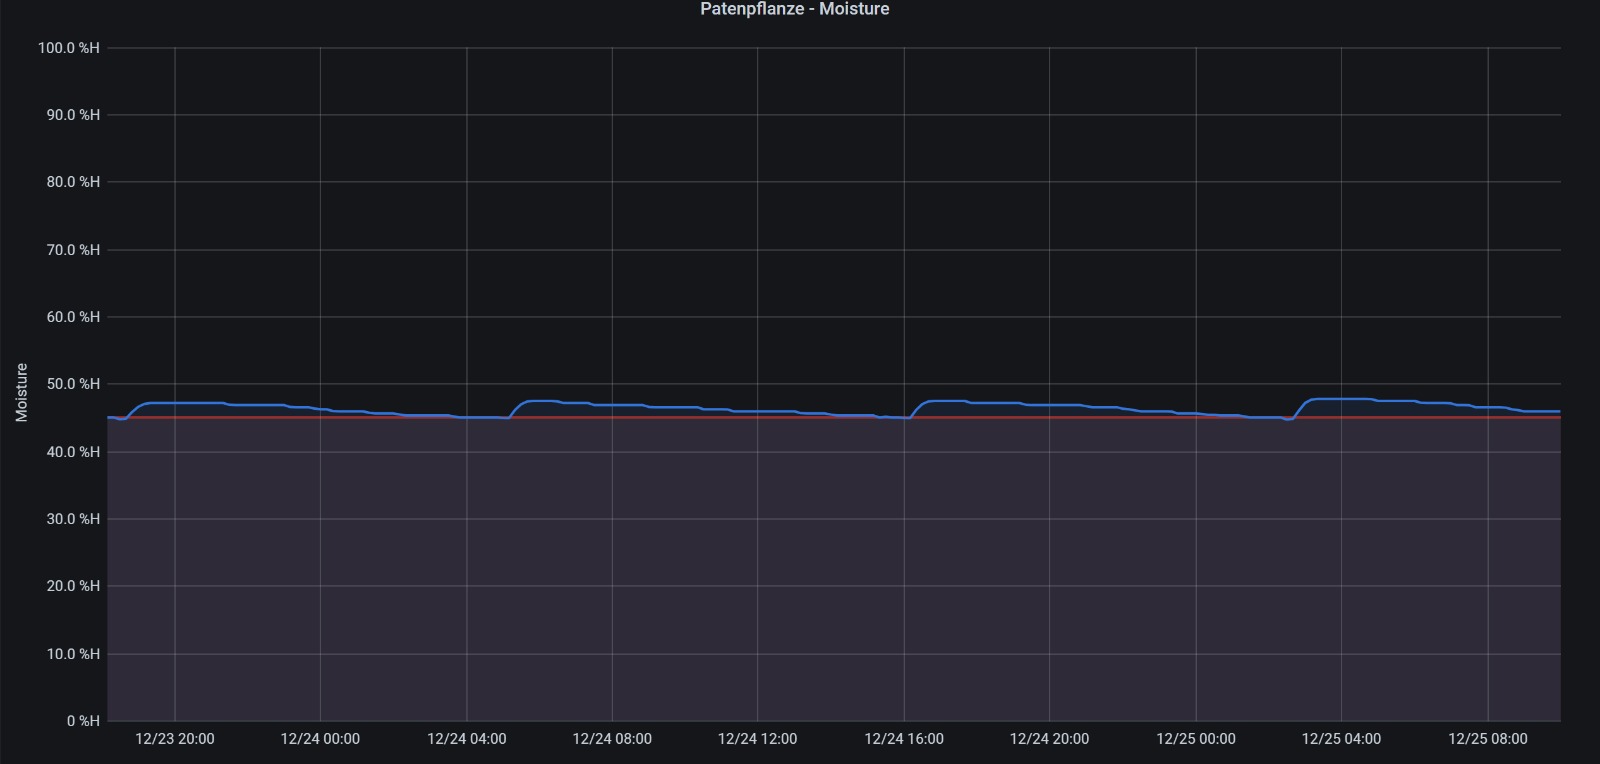 Patenpflanze - Moisture
100.0 %H
90.0 %H
80.0 %H
70.0 %H
60.0 %H
50.0 %H
40.0 %H
30.0 %H
20.0 %H
10.0 %H
0 %H
Moisture
12/23 20:00
12/24 00:00
12/24 04:00
12/24 08:00
12/24 12:00
12/24 16:00
12/24 20:00
12/25 00:00
12/25 04:00
12/25 08:00